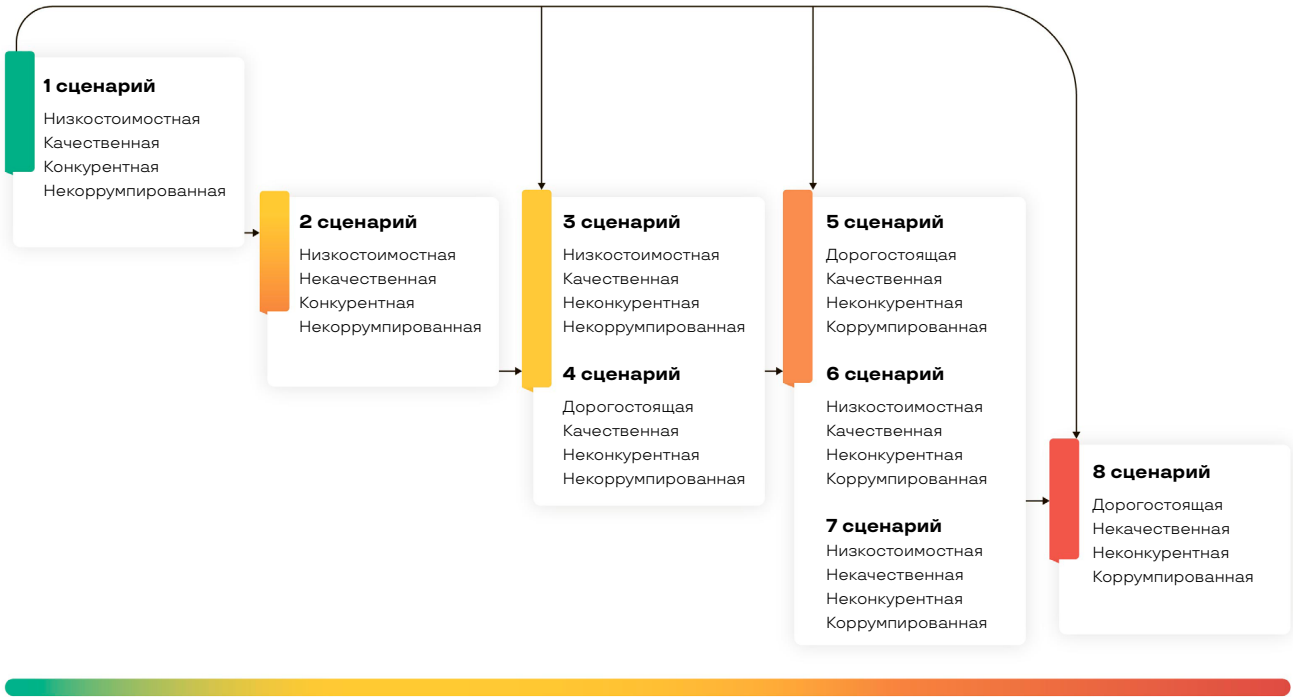 1 сценарий
Низкостоимостная
Качественная
Конкурентная
Некоррумпированная
2 сценарий
Низкостоимостная
Некачественная
Конкурентная
Некоррумпированная
3 сценарий
Низкостоимостная
Качественная
Неконкурентная
Некоррумпированная
4 сценарий
Дорогостоящая
Качественная
Неконкурентная
Некоррумпированная
5 сценарий
Дорогостоящая
Качественная
Неконкурентная
Коррумпированная
6 сценарий
Низкостоимостная
Качественная
Неконкурентная
Коррумпированная
7 сценарий
Низкостоимостная
Некачественная
Неконкурентная
Коррумпированная
8 сценарий
Дорогостоящая
Некачественная
Неконкурентная
Коррумпированная